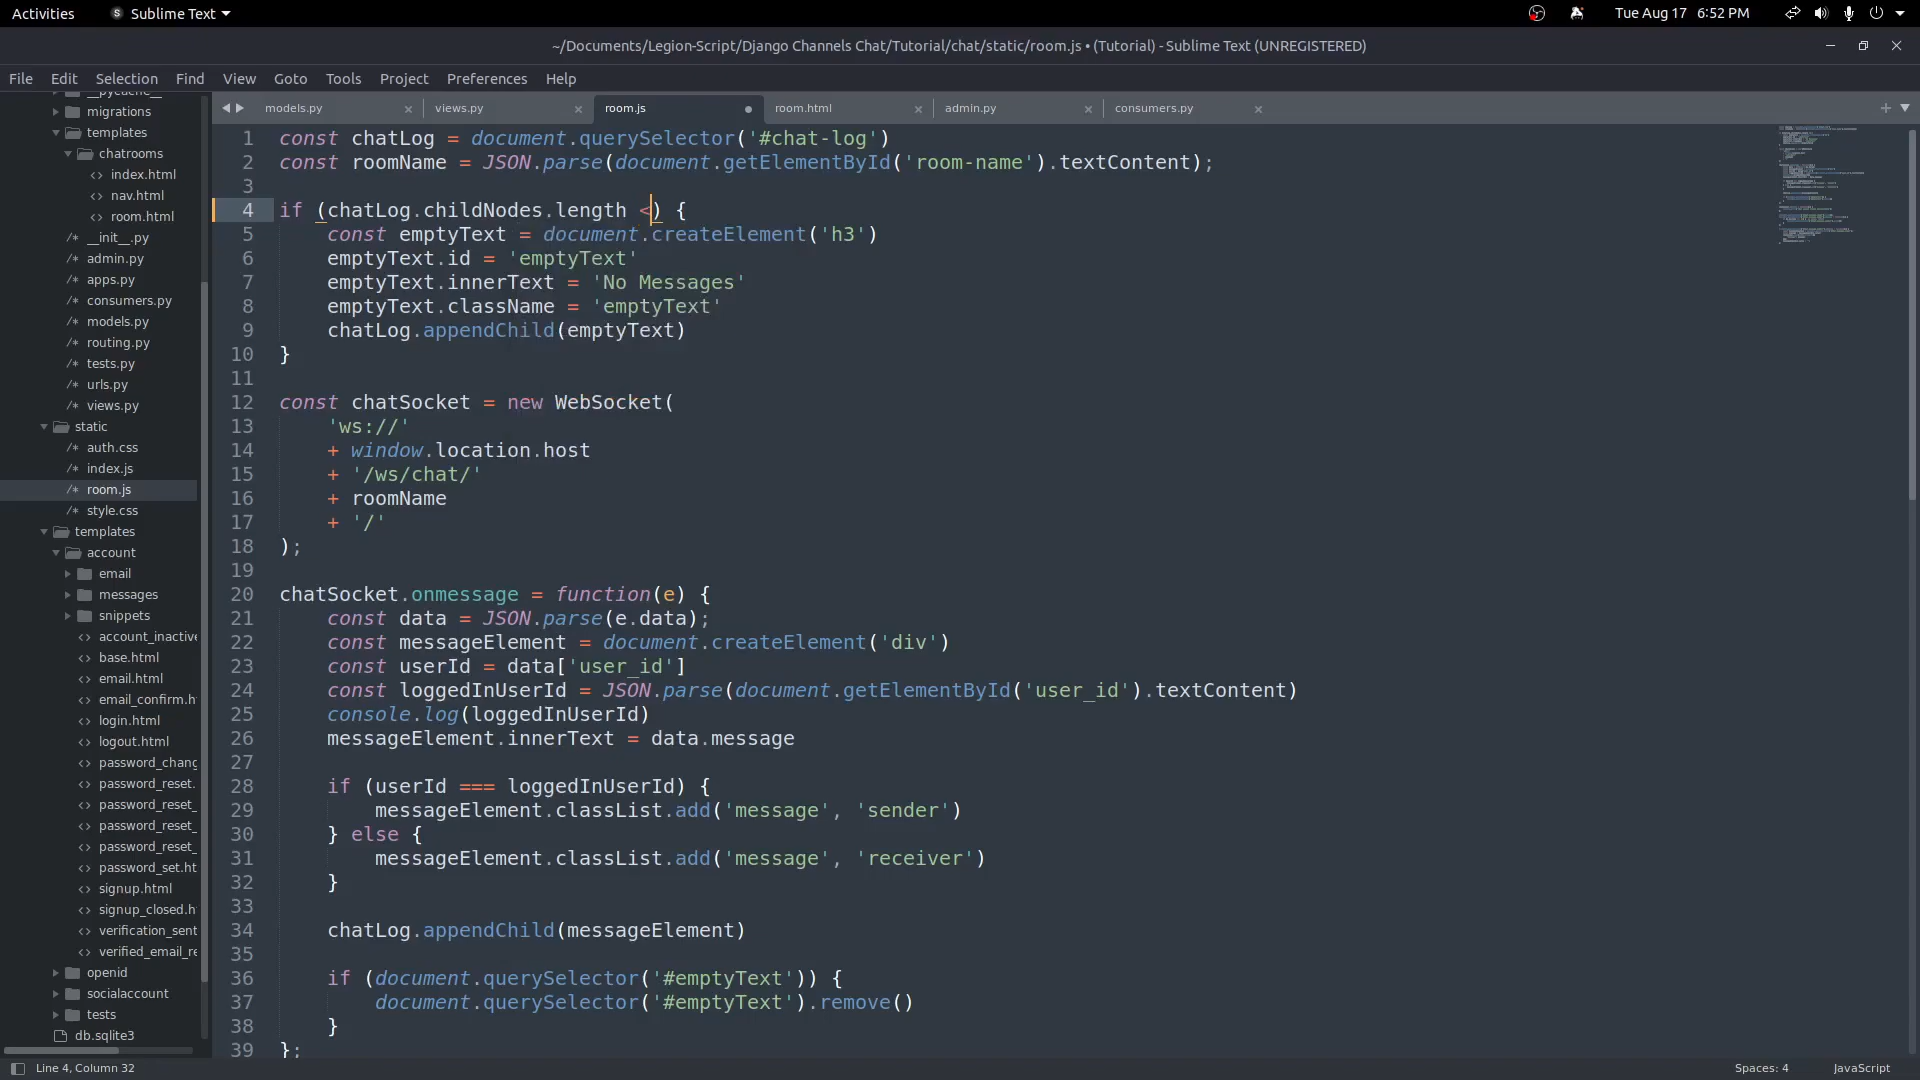 Activities
Sublime Text
Tue Aug 17 6:52 PM
~/Documents/Legion-Script/Django Channels Chat/Tutorial/chat/static/room.js • (Tutorial) - Sublime Text (UNREGISTERED)
File Edit Selection Find View Goto Tools Project Preferences Help
__pycache__
migrations
templates
chatrooms
index.html
nav.html
room.html
__init__.py
admin.py
apps.py
consumers.py
models.py
routing.py
tests.py
urls.py
views.py
static
auth.css
index.js
room.js
style.css
templates
account
email
messages
snippets
account_inactive
base.html
email.html
email_confirm.h
login.html
logout.html
password_chang
password_reset.
password_reset_
password_reset_
password_reset_
password_set.ht
signup.html
signup_closed.h
verification_sent
verified_email_re
openid
socialaccount
tests
db.sqlite3
models.py × views.py × room.js room.html × admin.py × consumers.py ×
1 const chatLog = document.querySelector('#chat-log')
2 const roomName = JSON.parse(document.getElementById('room-name').textContent);
3
4 if (chatLog.childNodes.length <) {
5 const emptyText = document.createElement('h3')
6 emptyText.id = 'emptyText'
7 emptyText.innerText = 'No Messages'
8 emptyText.className = 'emptyText'
9 chatLog.appendChild(emptyText)
10 }
11
12 const chatSocket = new WebSocket(
13 'ws://'
14 + window.location.host
15 + '/ws/chat/'
16 + roomName
17 + '/'
18 );
19
20 chatSocket.onmessage = function(e) {
21 const data = JSON.parse(e.data);
22 const messageElement = document.createElement('div')
23 const userId = data['user_id']
24 const loggedInUserId = JSON.parse(document.getElementById('user_id').textContent)
25 console.log(loggedInUserId)
26 messageElement.innerText = data.message
27
28 if (userId === loggedInUserId) {
29 messageElement.classList.add('message', 'sender')
30 } else {
31 messageElement.classList.add('message', 'receiver')
32 }
33
34 chatLog.appendChild(messageElement)
35
36 if (document.querySelector('#emptyText')) {
37 document.querySelector('#emptyText').remove()
38 }
39 };
Line 4, Column 32
Spaces: 4
JavaScript